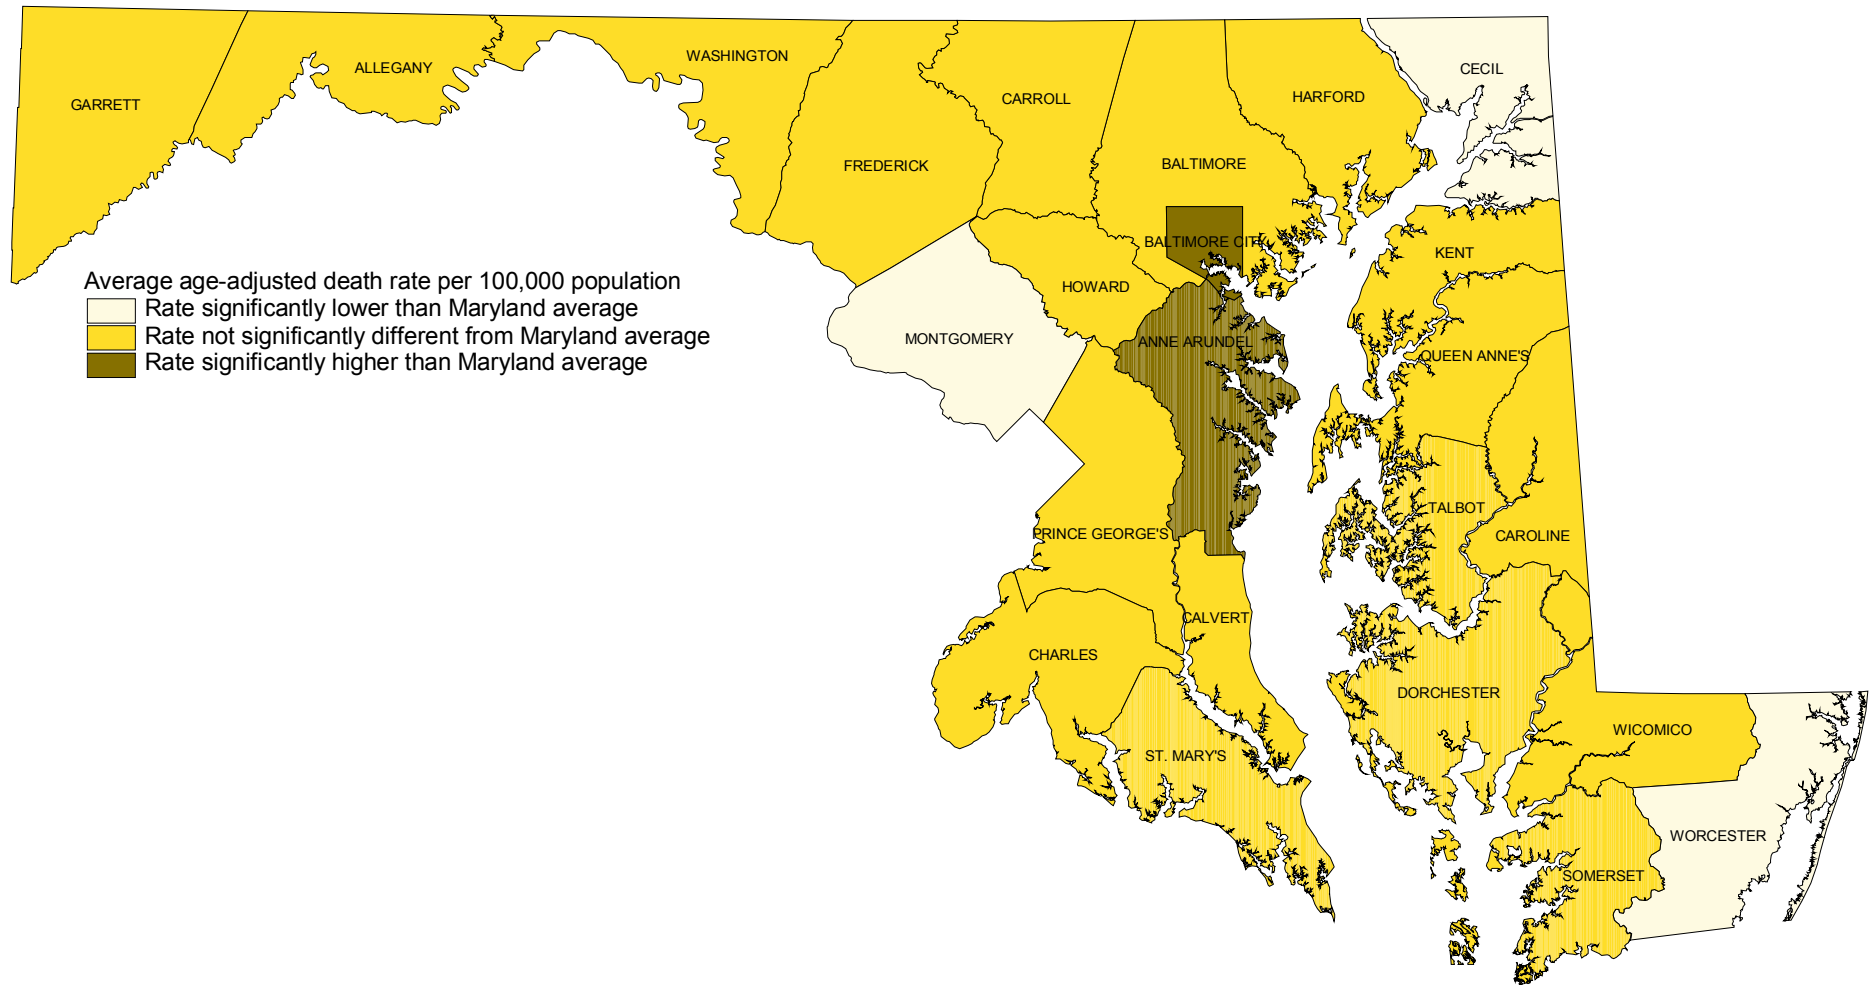 WASHINGTON
ALLEGANY
CECIL
GARRETT
CARROLL
HARFORD
FREDERICK
BALTIMORE
BALTIMORE CITY
KENT
Average age-adjusted death rate per 100,000 population
Rate significantly lower than Maryland average
Rate not significantly different from Maryland average
Rate significantly higher than Maryland average
HOWARD
MONTGOMERY
ANNE ARUNDEL
QUEEN ANNE'S
TALBOT
PRINCE GEORGE'S
CAROLINE
CALVERT
CHARLES
DORCHESTER
WICOMICO
ST. MARY'S
WORCESTER
SOMERSET